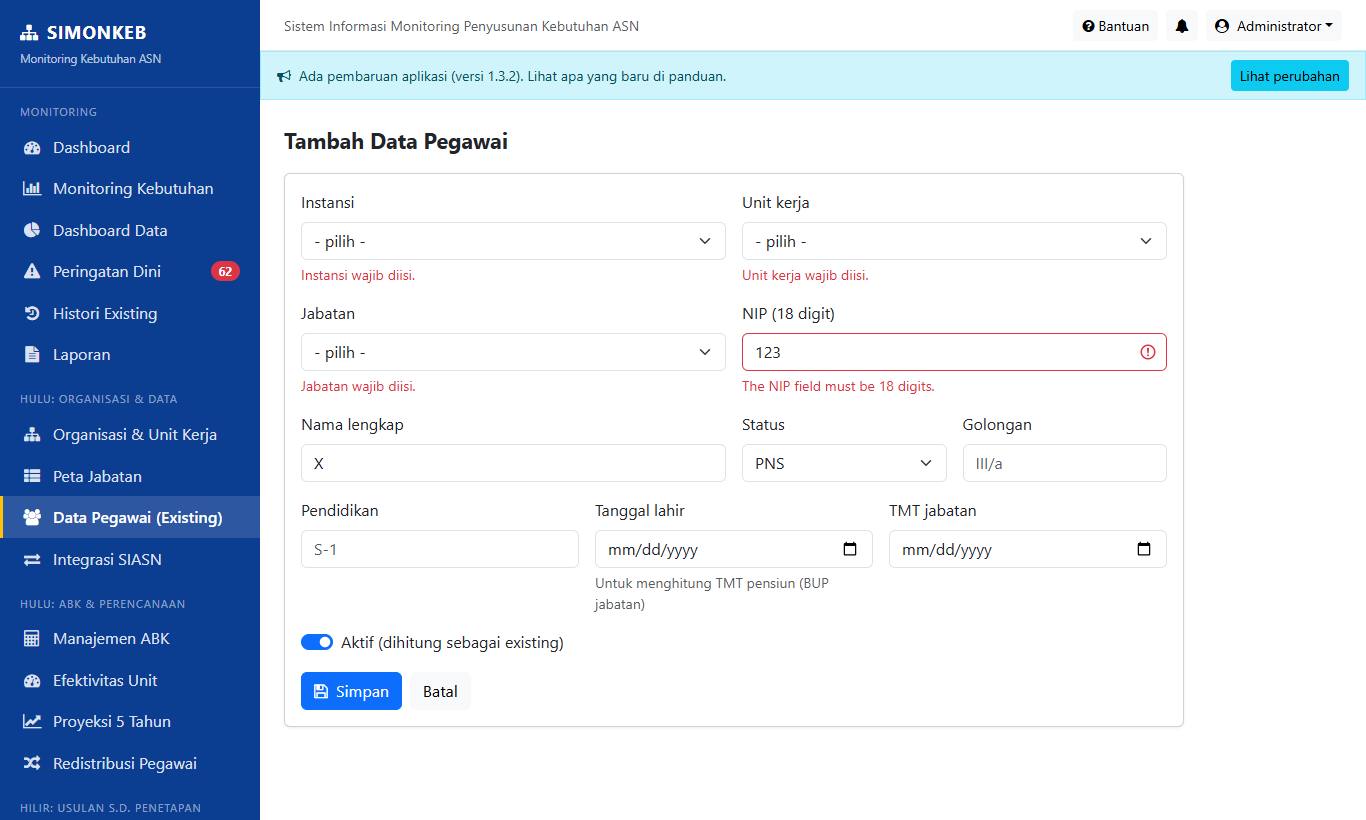 SIMONKEB
Monitoring Kebutuhan ASN
MONITORING
Dashboard
Monitoring Kebutuhan
Dashboard Data
Peringatan Dini 62
Histori Existing
Laporan
HULU: ORGANISASI & DATA
Organisasi & Unit Kerja
Peta Jabatan
Data Pegawai (Existing)
Integrasi SIASN
HULU: ABK & PERENCANAAN
Manajemen ABK
Efektivitas Unit
Proyeksi 5 Tahun
Redistribusi Pegawai
HILIR: USULAN S.D. PENETAPAN
Sistem Informasi Monitoring Penyusunan Kebutuhan ASN
Bantuan
Administrator
Ada pembaruan aplikasi (versi 1.3.2). Lihat apa yang baru di panduan.
Lihat perubahan
Tambah Data Pegawai
Instansi
- pilih -
Instansi wajib diisi.
Unit kerja
- pilih -
Unit kerja wajib diisi.
Jabatan
- pilih -
Jabatan wajib diisi.
NIP (18 digit)
123
The NIP field must be 18 digits.
Nama lengkap
X
Status
PNS
Golongan
III/a
Pendidikan
S-1
Tanggal lahir
mm/dd/yyyy
Untuk menghitung TMT pensiun (BUP
jabatan)
TMT jabatan
mm/dd/yyyy
Aktif (dihitung sebagai existing)
Simpan
Batal